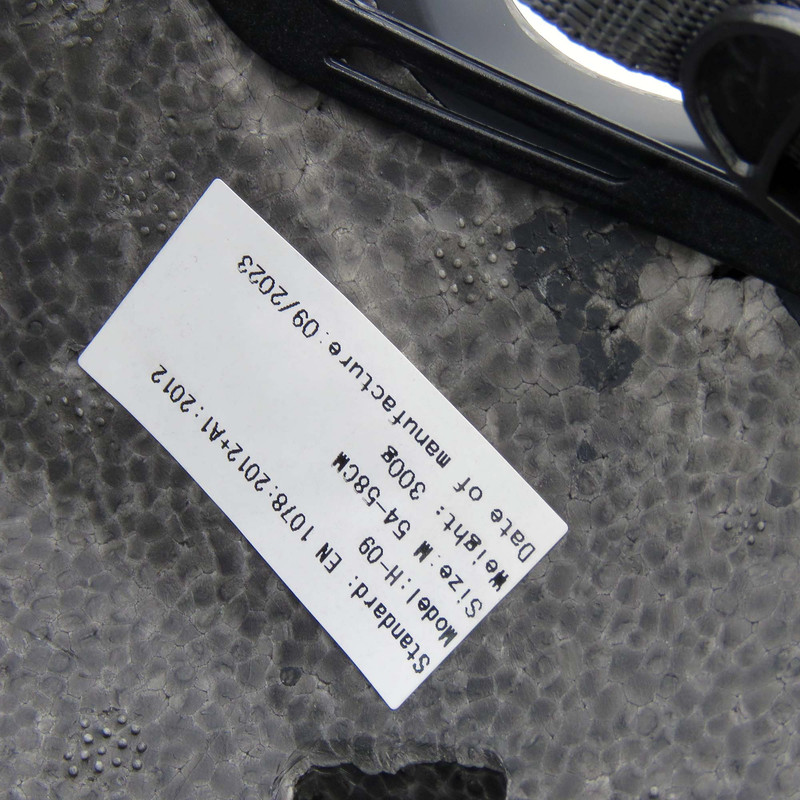 Standard: EN 1078:2012+A1:2012
Model:H-09
Size:M 54-58CM
Weight: 300g
Date of manufacture:09/2023